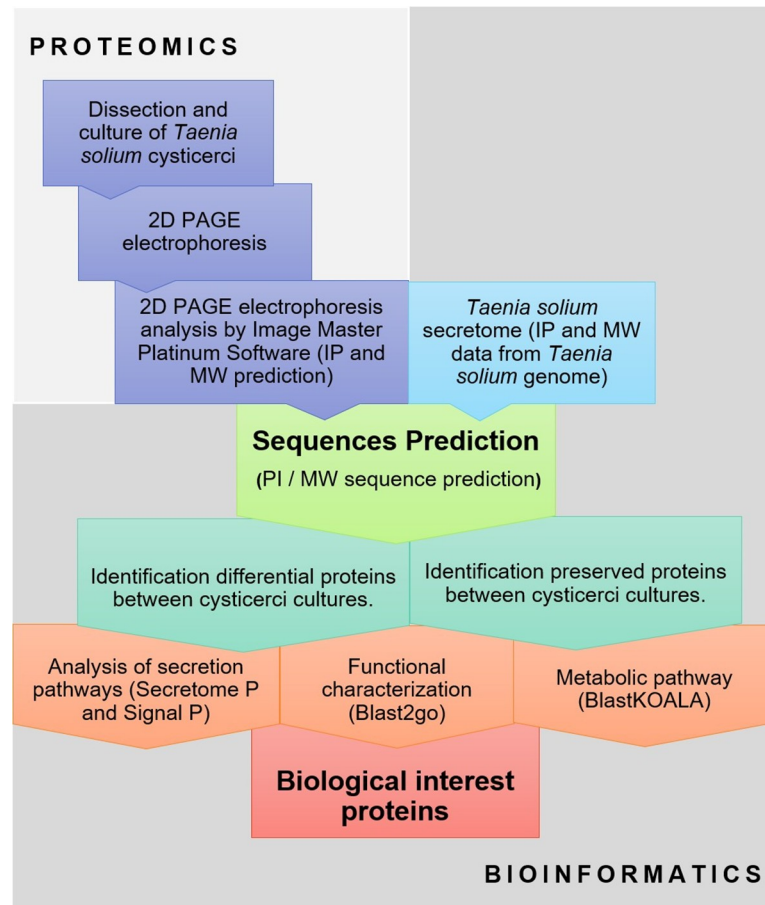 PROTEOMICS
Dissection and
culture of Taenia
solium cysticerci
2D PAGE
electrophoresis
2D PAGE electrophoresis
analysis by Image Master
Platinum Software (IP and
MW prediction)
Taenia solium
secretome (IP and MW
data from Taenia
solium genome)
Sequences Prediction
(PI / MW sequence prediction)
Identification differential proteins
between cysticerci cultures.
Identification preserved proteins
between cysticerci cultures.
Analysis of secretion
pathways (Secretome P
and Signal P)
Functional
characterization
(Blast2go)
Metabolic pathway
(BlastKOALA)
Biological interest
proteins
BIOINFORMATICS